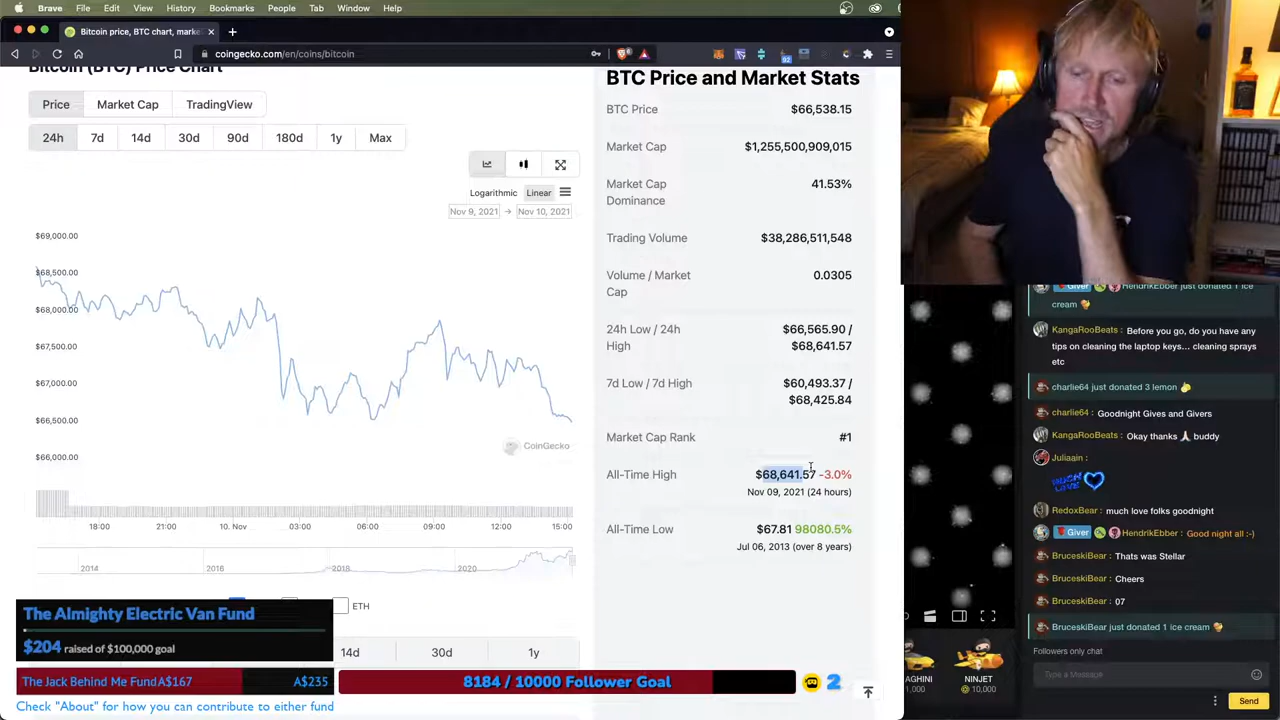 Brave File Edit View History Bookmarks People Tab Window Help
Bitcoin price, BTC chart, marke
coingecko.com/en/coins/bitcoin
Bitcoin (BTC) Price Chart
Price Market Cap TradingView
24h 7d 14d 30d 90d 180d 1y Max
Logarithmic Linear
Nov 9, 2021 → Nov 10, 2021
$69,000.00
$68,500.00
$68,000.00
$67,500.00
$67,000.00
$66,500.00
$66,000.00
CoinGecko
18:00 21:00 10. Nov 03:00 06:00 09:00 12:00 15:00
2014 2016 2018 2020
ETH
14d 30d 1y
BTC Price and Market Stats
BTC Price $66,538.15
Market Cap $1,255,500,909,015
Market Cap 41.53%
Dominance
Trading Volume $38,286,511,548
Volume / Market 0.0305
Cap
24h Low / 24h $66,565.90 /
High $68,641.57
7d Low / 7d High $60,493.37 /
$68,425.84
Market Cap Rank #1
All-Time High $68,641.57 -3.0%
Nov 09, 2021 (24 hours)
All-Time Low $67.81 98080.5%
Jul 06, 2013 (over 8 years)
The Almighty Electric Van Fund
$204 raised of $100,000 goal
The Jack Behind Me Fund A$167 A$235
8184 / 10000 Follower Goal
2
Check "About" for how you can contribute to either fund
Giver HendrikEbber just donated 1 ice
cream
KangaRooBeats : Before you go, do you have any
tips on cleaning the laptop keys... cleaning sprays
etc
charlie64 just donated 3 lemon
charlie64 : Goodnight Gives and Givers
KangaRooBeats : Okay thanks buddy
Juliaain :
RedoxBear : much love folks goodnight
Giver HendrikEbber : Good night all :-)
BruceskiBear : Thats was Stellar
BruceskiBear : Cheers
BruceskiBear : 07
BruceskiBear just donated 1 ice cream
Followers only chat
Type a Message
Send
AGHINI NINJET
1,000 10,000